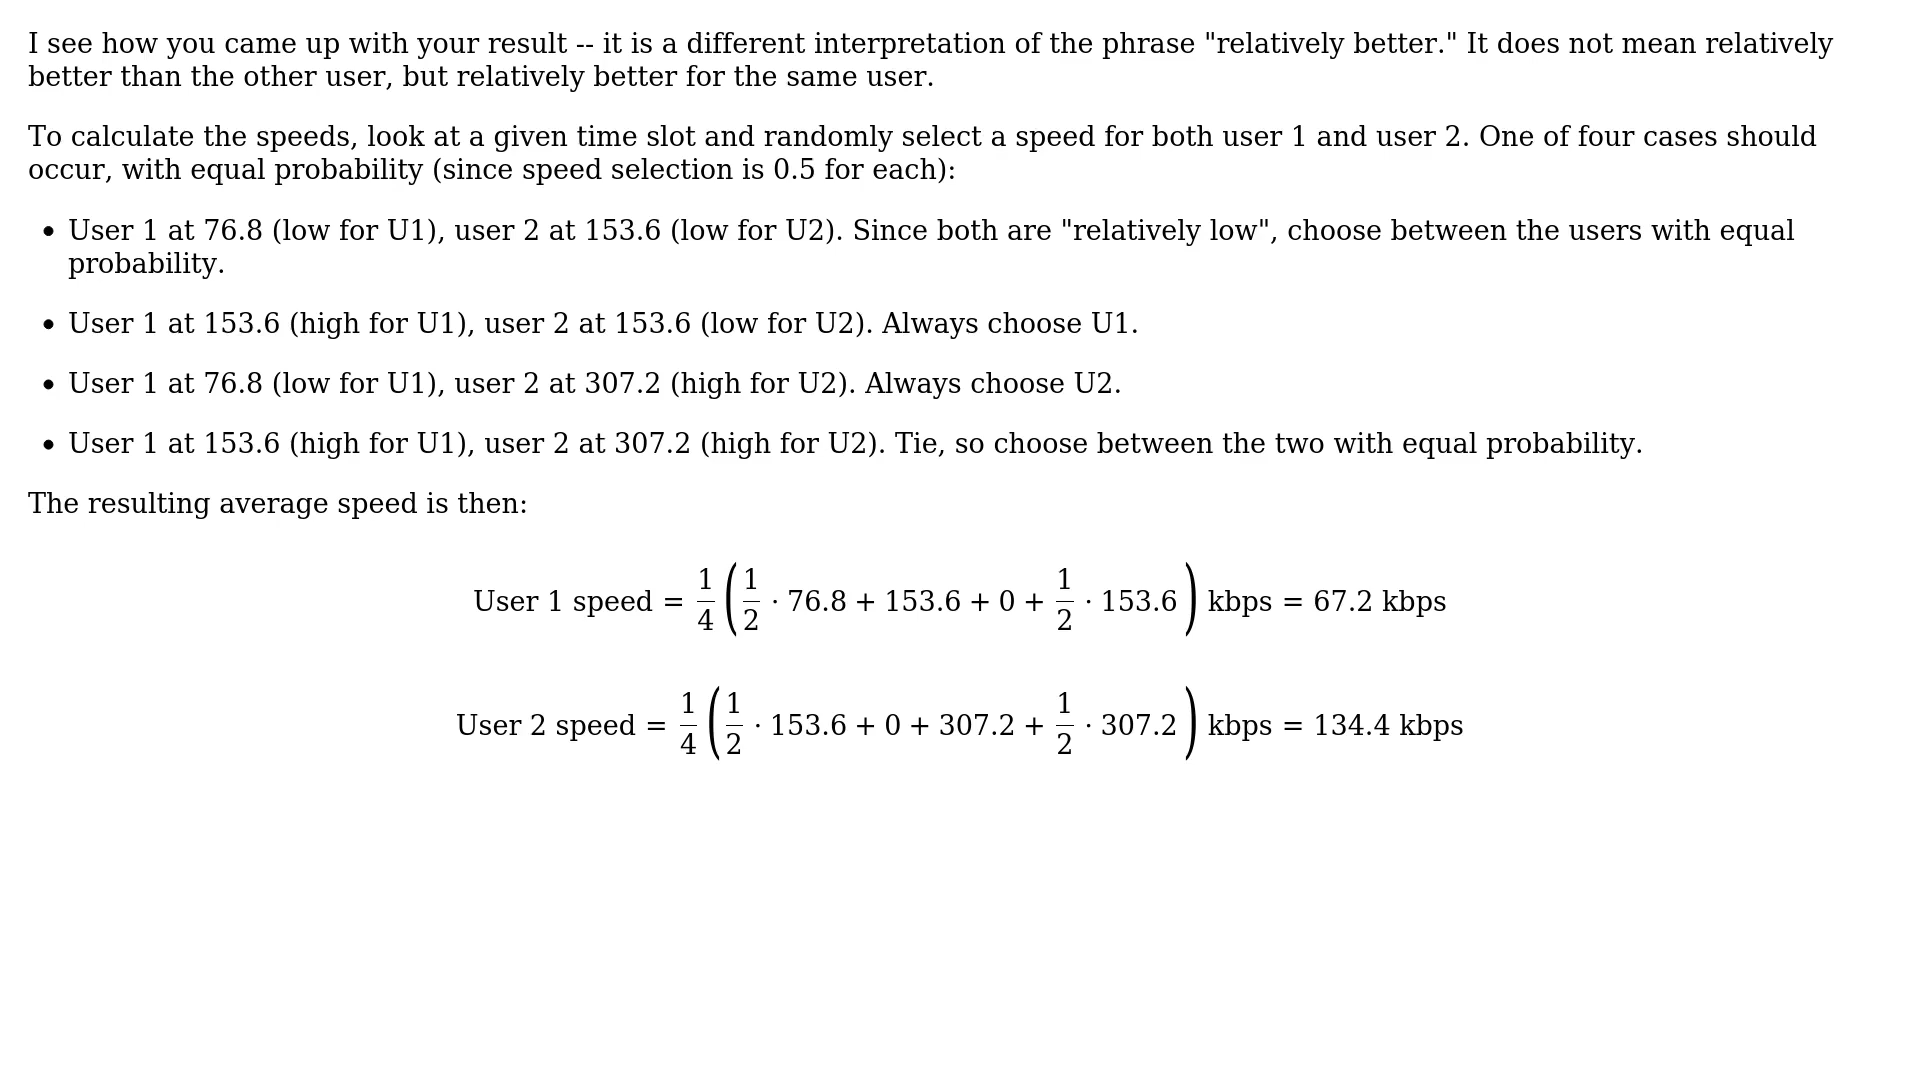 I see how you came up with your result -- it is a different interpretation of the phrase "relatively better." It does not mean relatively
better than the other user, but relatively better for the same user.
To calculate the speeds, look at a given time slot and randomly select a speed for both user 1 and user 2. One of four cases should
occur, with equal probability (since speed selection is 0.5 for each):
• User 1 at 76.8 (low for U1), user 2 at 153.6 (low for U2). Since both are "relatively low", choose between the users with equal
probability.
• User 1 at 153.6 (high for U1), user 2 at 153.6 (low for U2). Always choose U1.
• User 1 at 76.8 (low for U1), user 2 at 307.2 (high for U2). Always choose U2.
• User 1 at 153.6 (high for U1), user 2 at 307.2 (high for U2). Tie, so choose between the two with equal probability.
The resulting average speed is then:
User 1 speed = 1/4 (1/2 · 76.8 + 153.6 + 0 + 1/2 · 153.6) kbps = 67.2 kbps
User 2 speed = 1/4 (1/2 · 153.6 + 0 + 307.2 + 1/2 · 307.2) kbps = 134.4 kbps